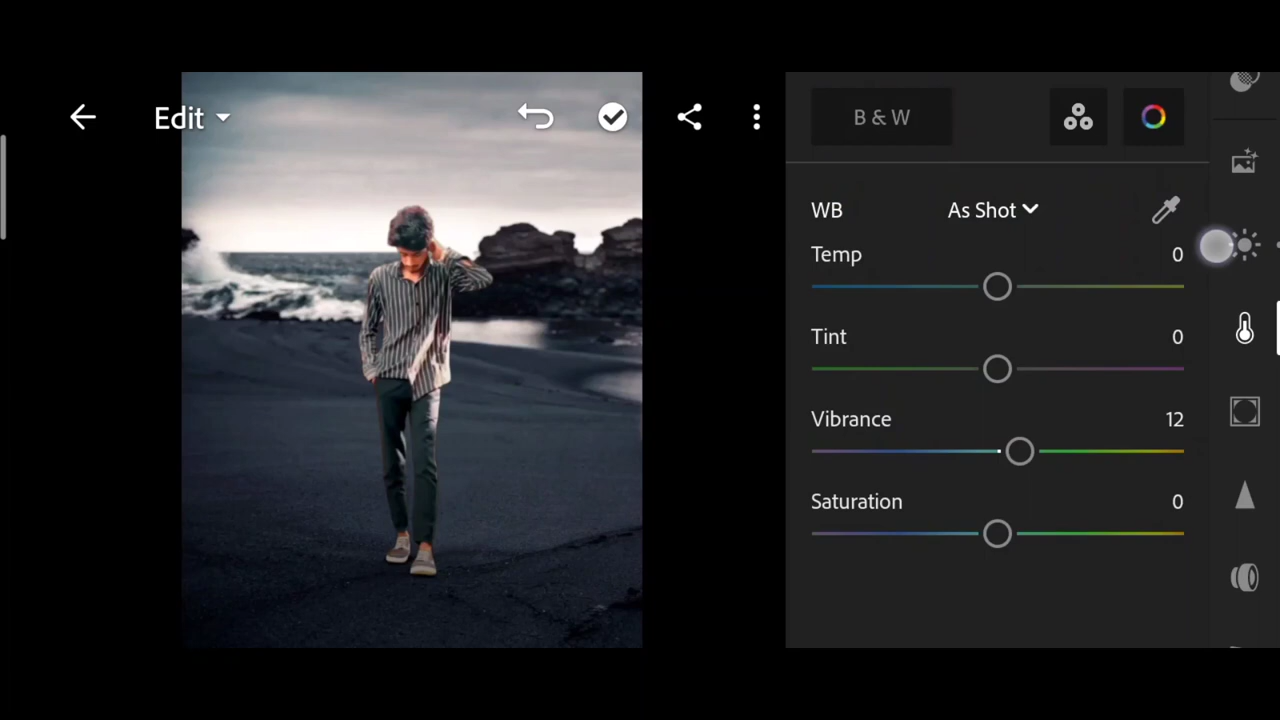 Edit
B & W
WB As Shot
Temp 0
Tint 0
Vibrance 12
Saturation 0